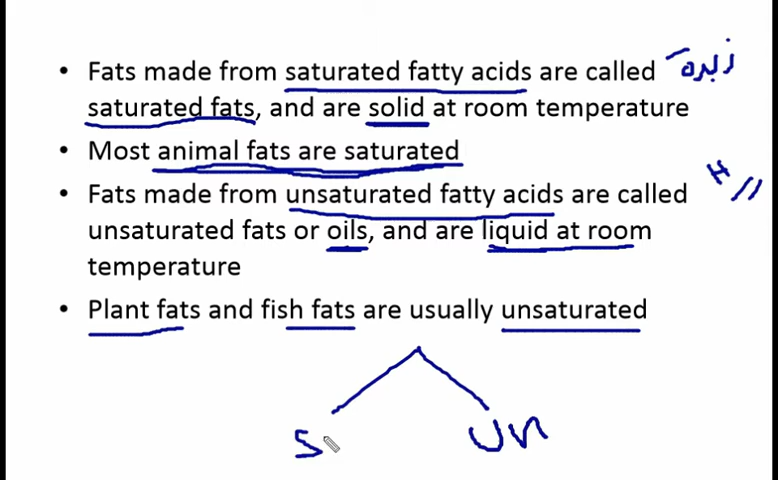 • Fats made from saturated fatty acids are called
زبدة
saturated fats, and are solid at room temperature
• Most animal fats are saturated
• Fats made from unsaturated fatty acids are called
unsaturated fats or oils, and are liquid at room
temperature
• Plant fats and fish fats are usually unsaturated
S
Un